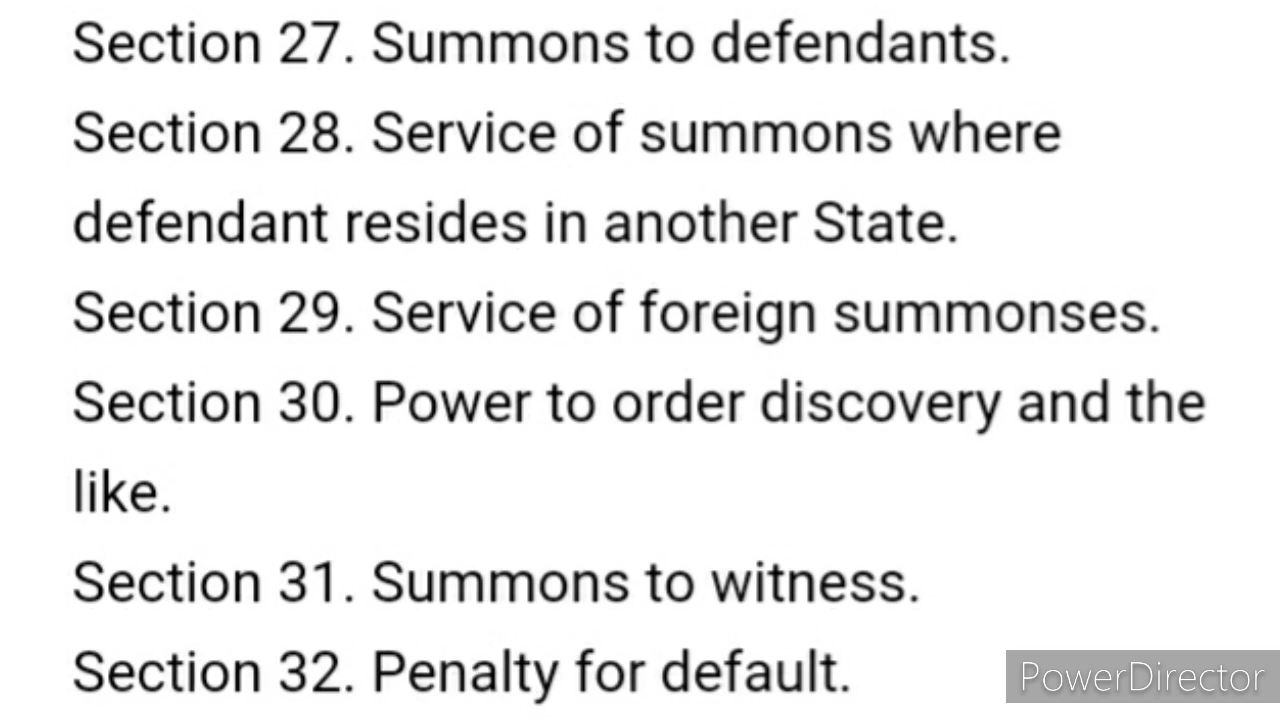 Section 27. Summons to defendants.
Section 28. Service of summons where
defendant resides in another State.
Section 29. Service of foreign summonses.
Section 30. Power to order discovery and the
like.
Section 31. Summons to witness.
Section 32. Penalty for default.
PowerDirector